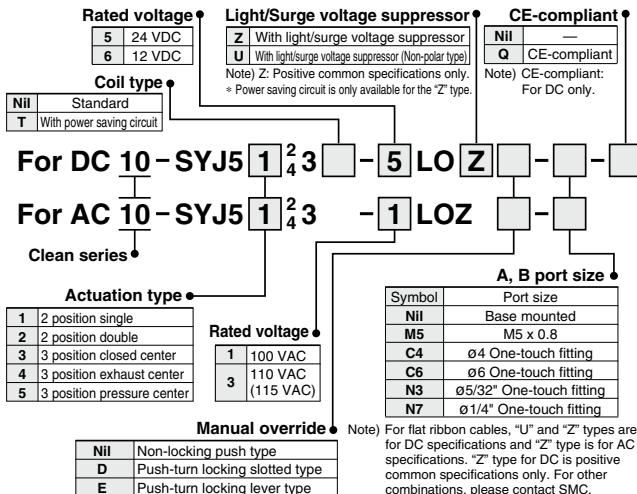 Rated voltage
5 24 VDC
6 12 VDC
Light/Surge voltage suppressor
Z With light/surge voltage suppressor
U With light/surge voltage suppressor (Non-polar type)
Note) Z: Positive common specifications only.
* Power saving circuit is only available for the "Z" type.
CE-compliant
Nil —
Q CE-compliant
Note) CE-compliant:
For DC only.
Coil type
Nil Standard
T With power saving circuit
For DC 10 - SYJ5 1 2/4 3 - 5 LO Z - -
For AC 10 - SYJ5 1 2/4 3 - 1 LOZ -
Clean series
Actuation type
1 2 position single
2 2 position double
3 3 position closed center
4 3 position exhaust center
5 3 position pressure center
Rated voltage
1 100 VAC
3 110 VAC
(115 VAC)
A, B port size
Symbol Port size
Nil Base mounted
M5 M5 x 0.8
C4 ø4 One-touch fitting
C6 ø6 One-touch fitting
N3 ø5/32" One-touch fitting
N7 ø1/4" One-touch fitting
Manual override
Nil Non-locking push type
D Push-turn locking slotted type
E Push-turn locking lever type
Note) For flat ribbon cables, "U" and "Z" types are
for DC specifications and "Z" type is for AC
specifications. "Z" type for DC is positive
common specifications only. For other
combinations, please contact SMC.